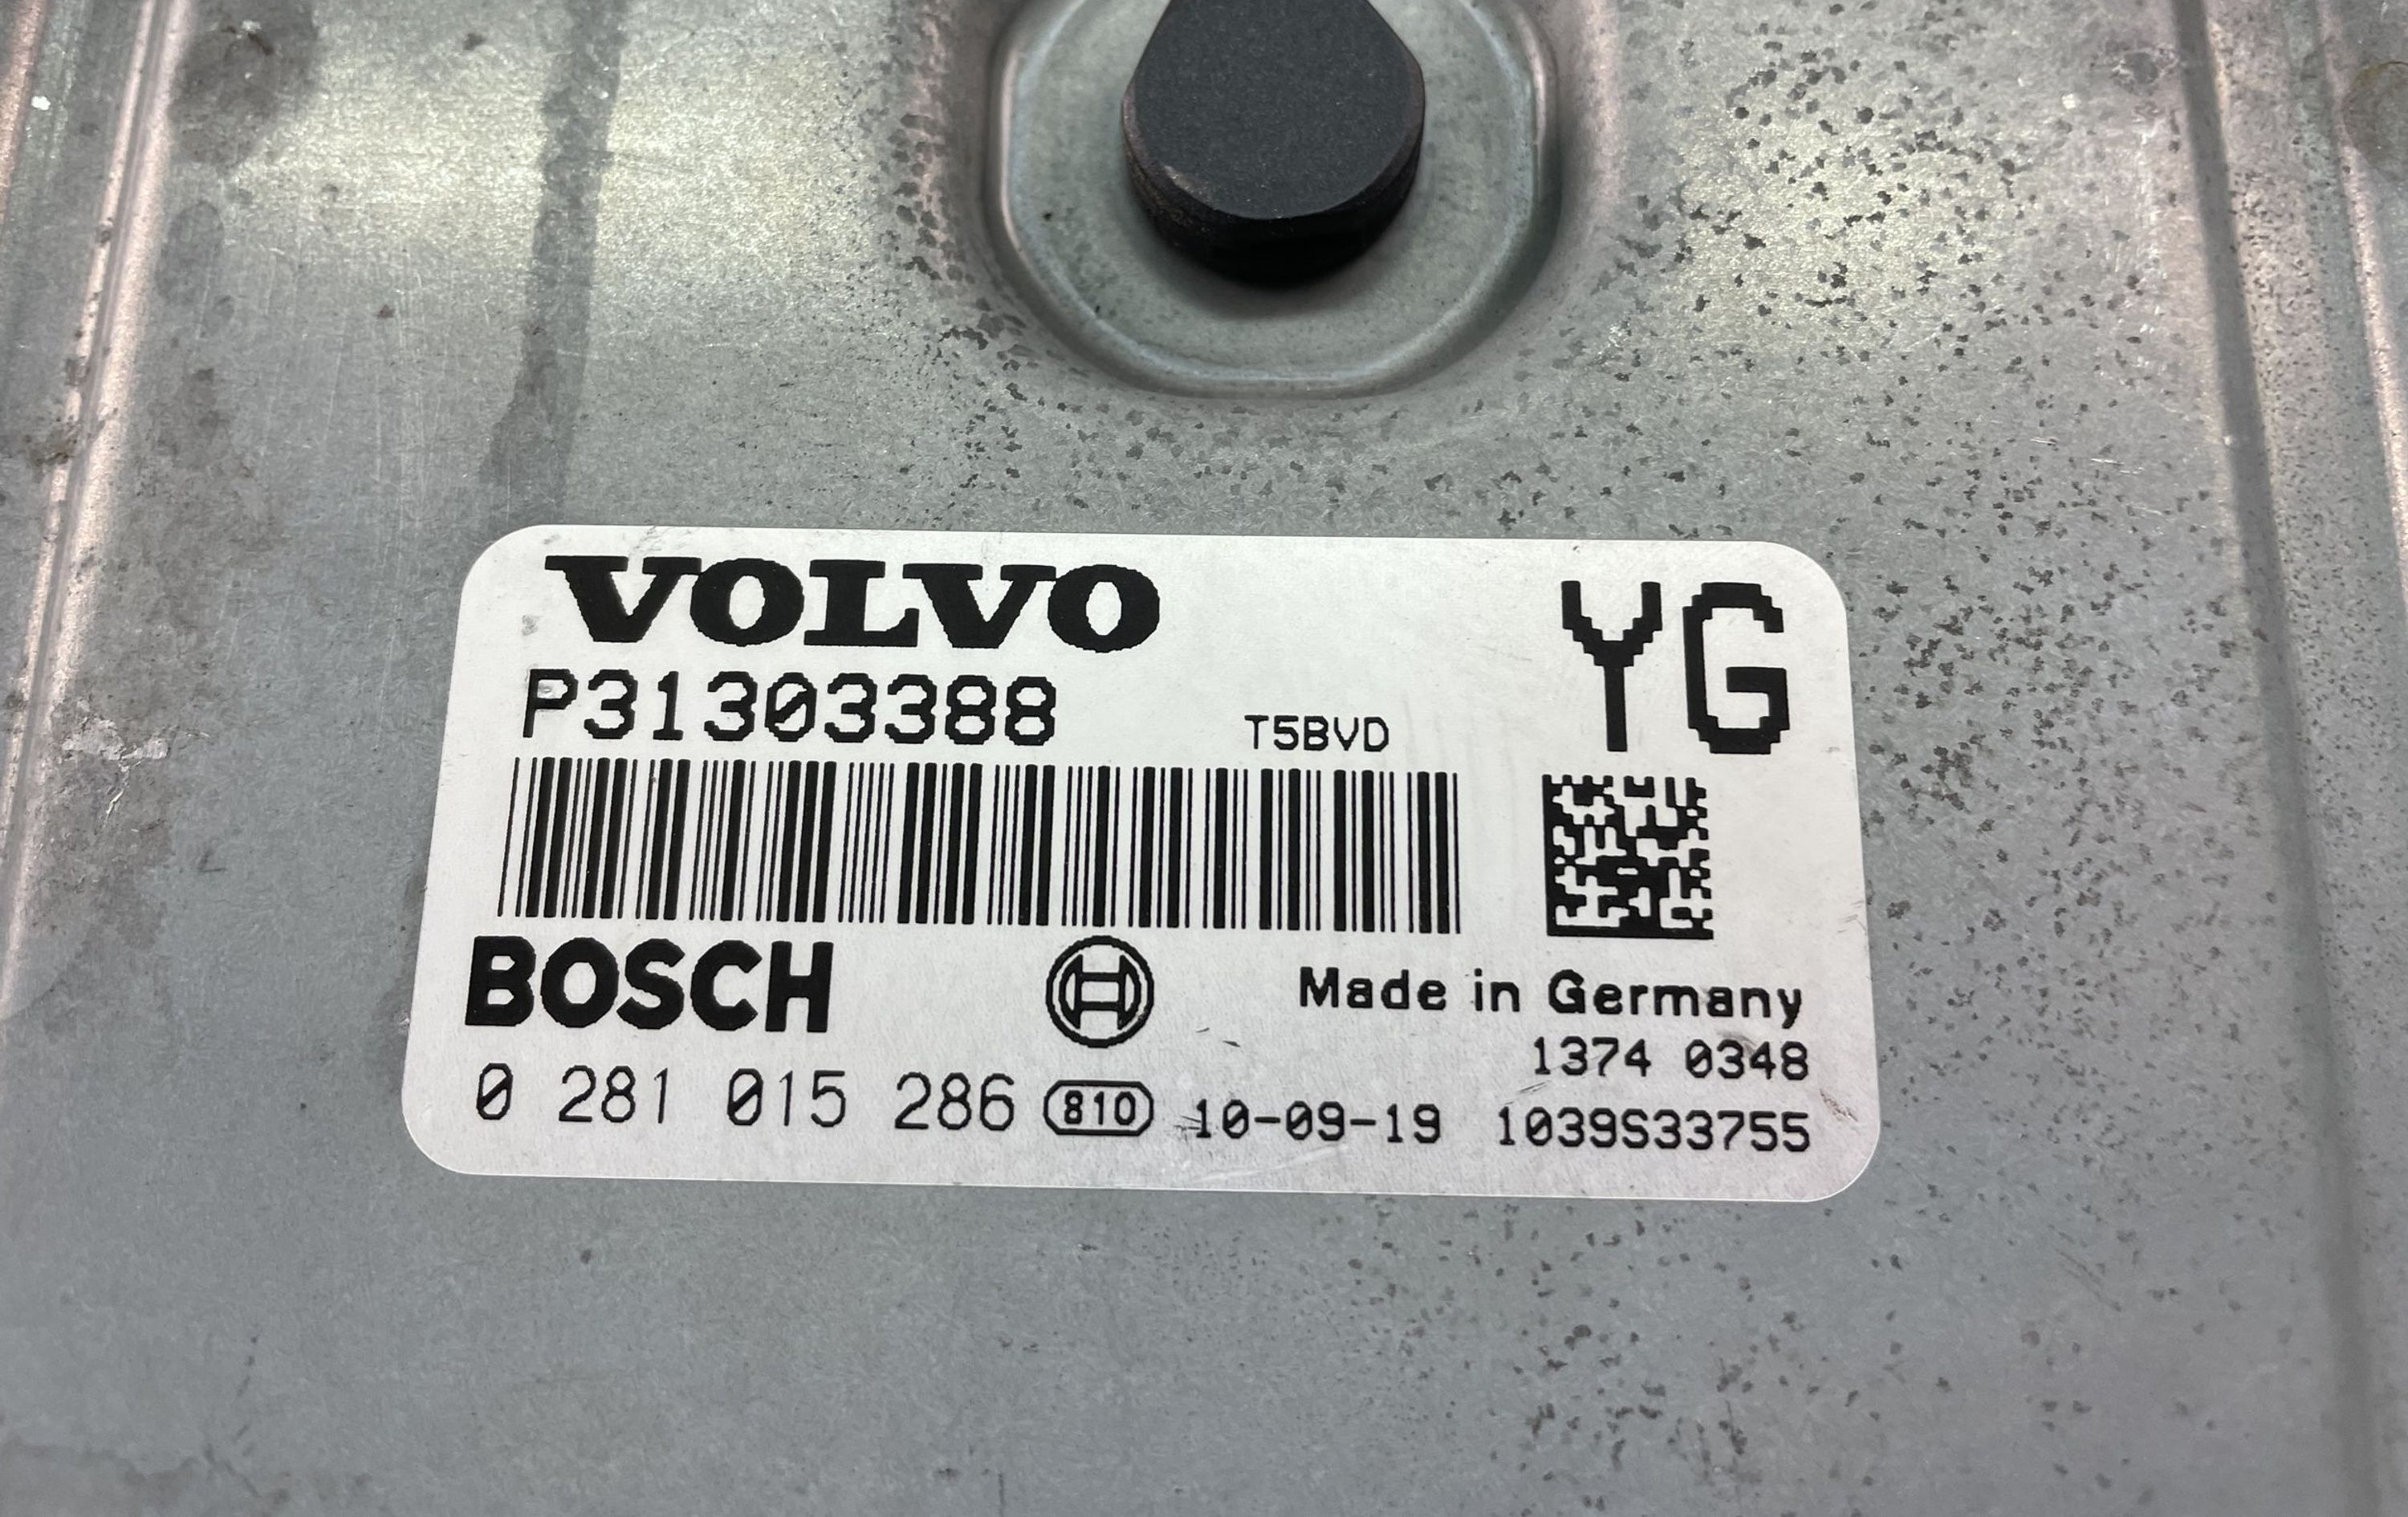 VOLVO
YG
P31303388
T5BVD
BOSCH
Made in Germany
1374 0348
0 281 015 286 810 10-09-19 1039S33755